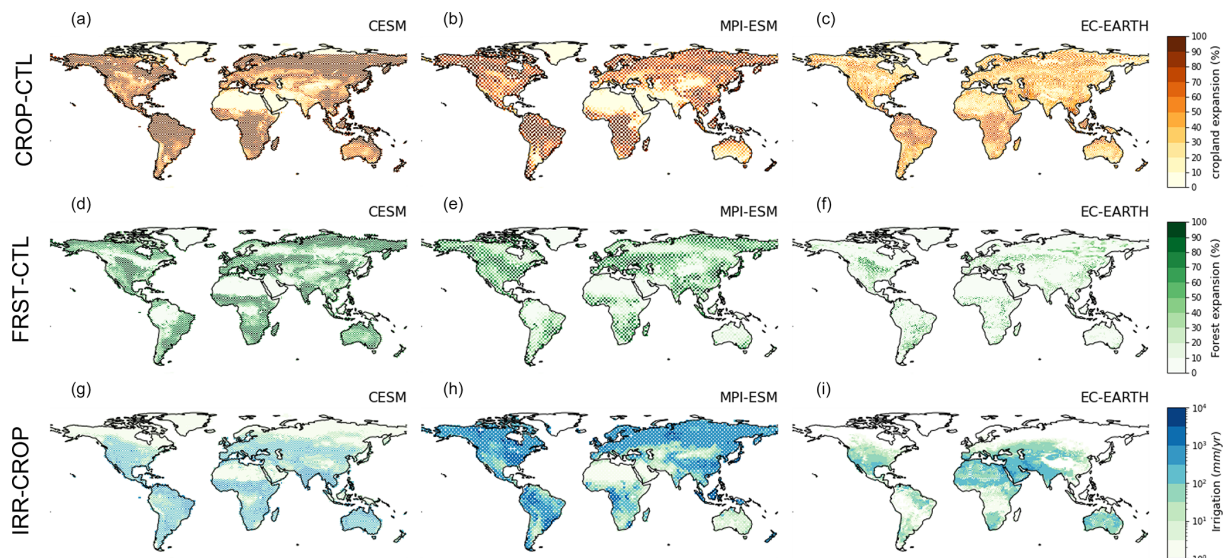 (a) CESM
(b) MPI-ESM
(c) EC-EARTH
CROP-CTL
100
90
80
70
60
50
40
30
20
10
0
cropland expansion (%)
(d) CESM
(e) MPI-ESM
(f) EC-EARTH
FRST-CTL
100
90
80
70
60
50
40
30
20
10
0
Forest expansion (%)
(g) CESM
(h) MPI-ESM
(i) EC-EARTH
IRR-CROP
10⁴
10³
10²
10¹
10⁰
Irrigation (mm/yr)